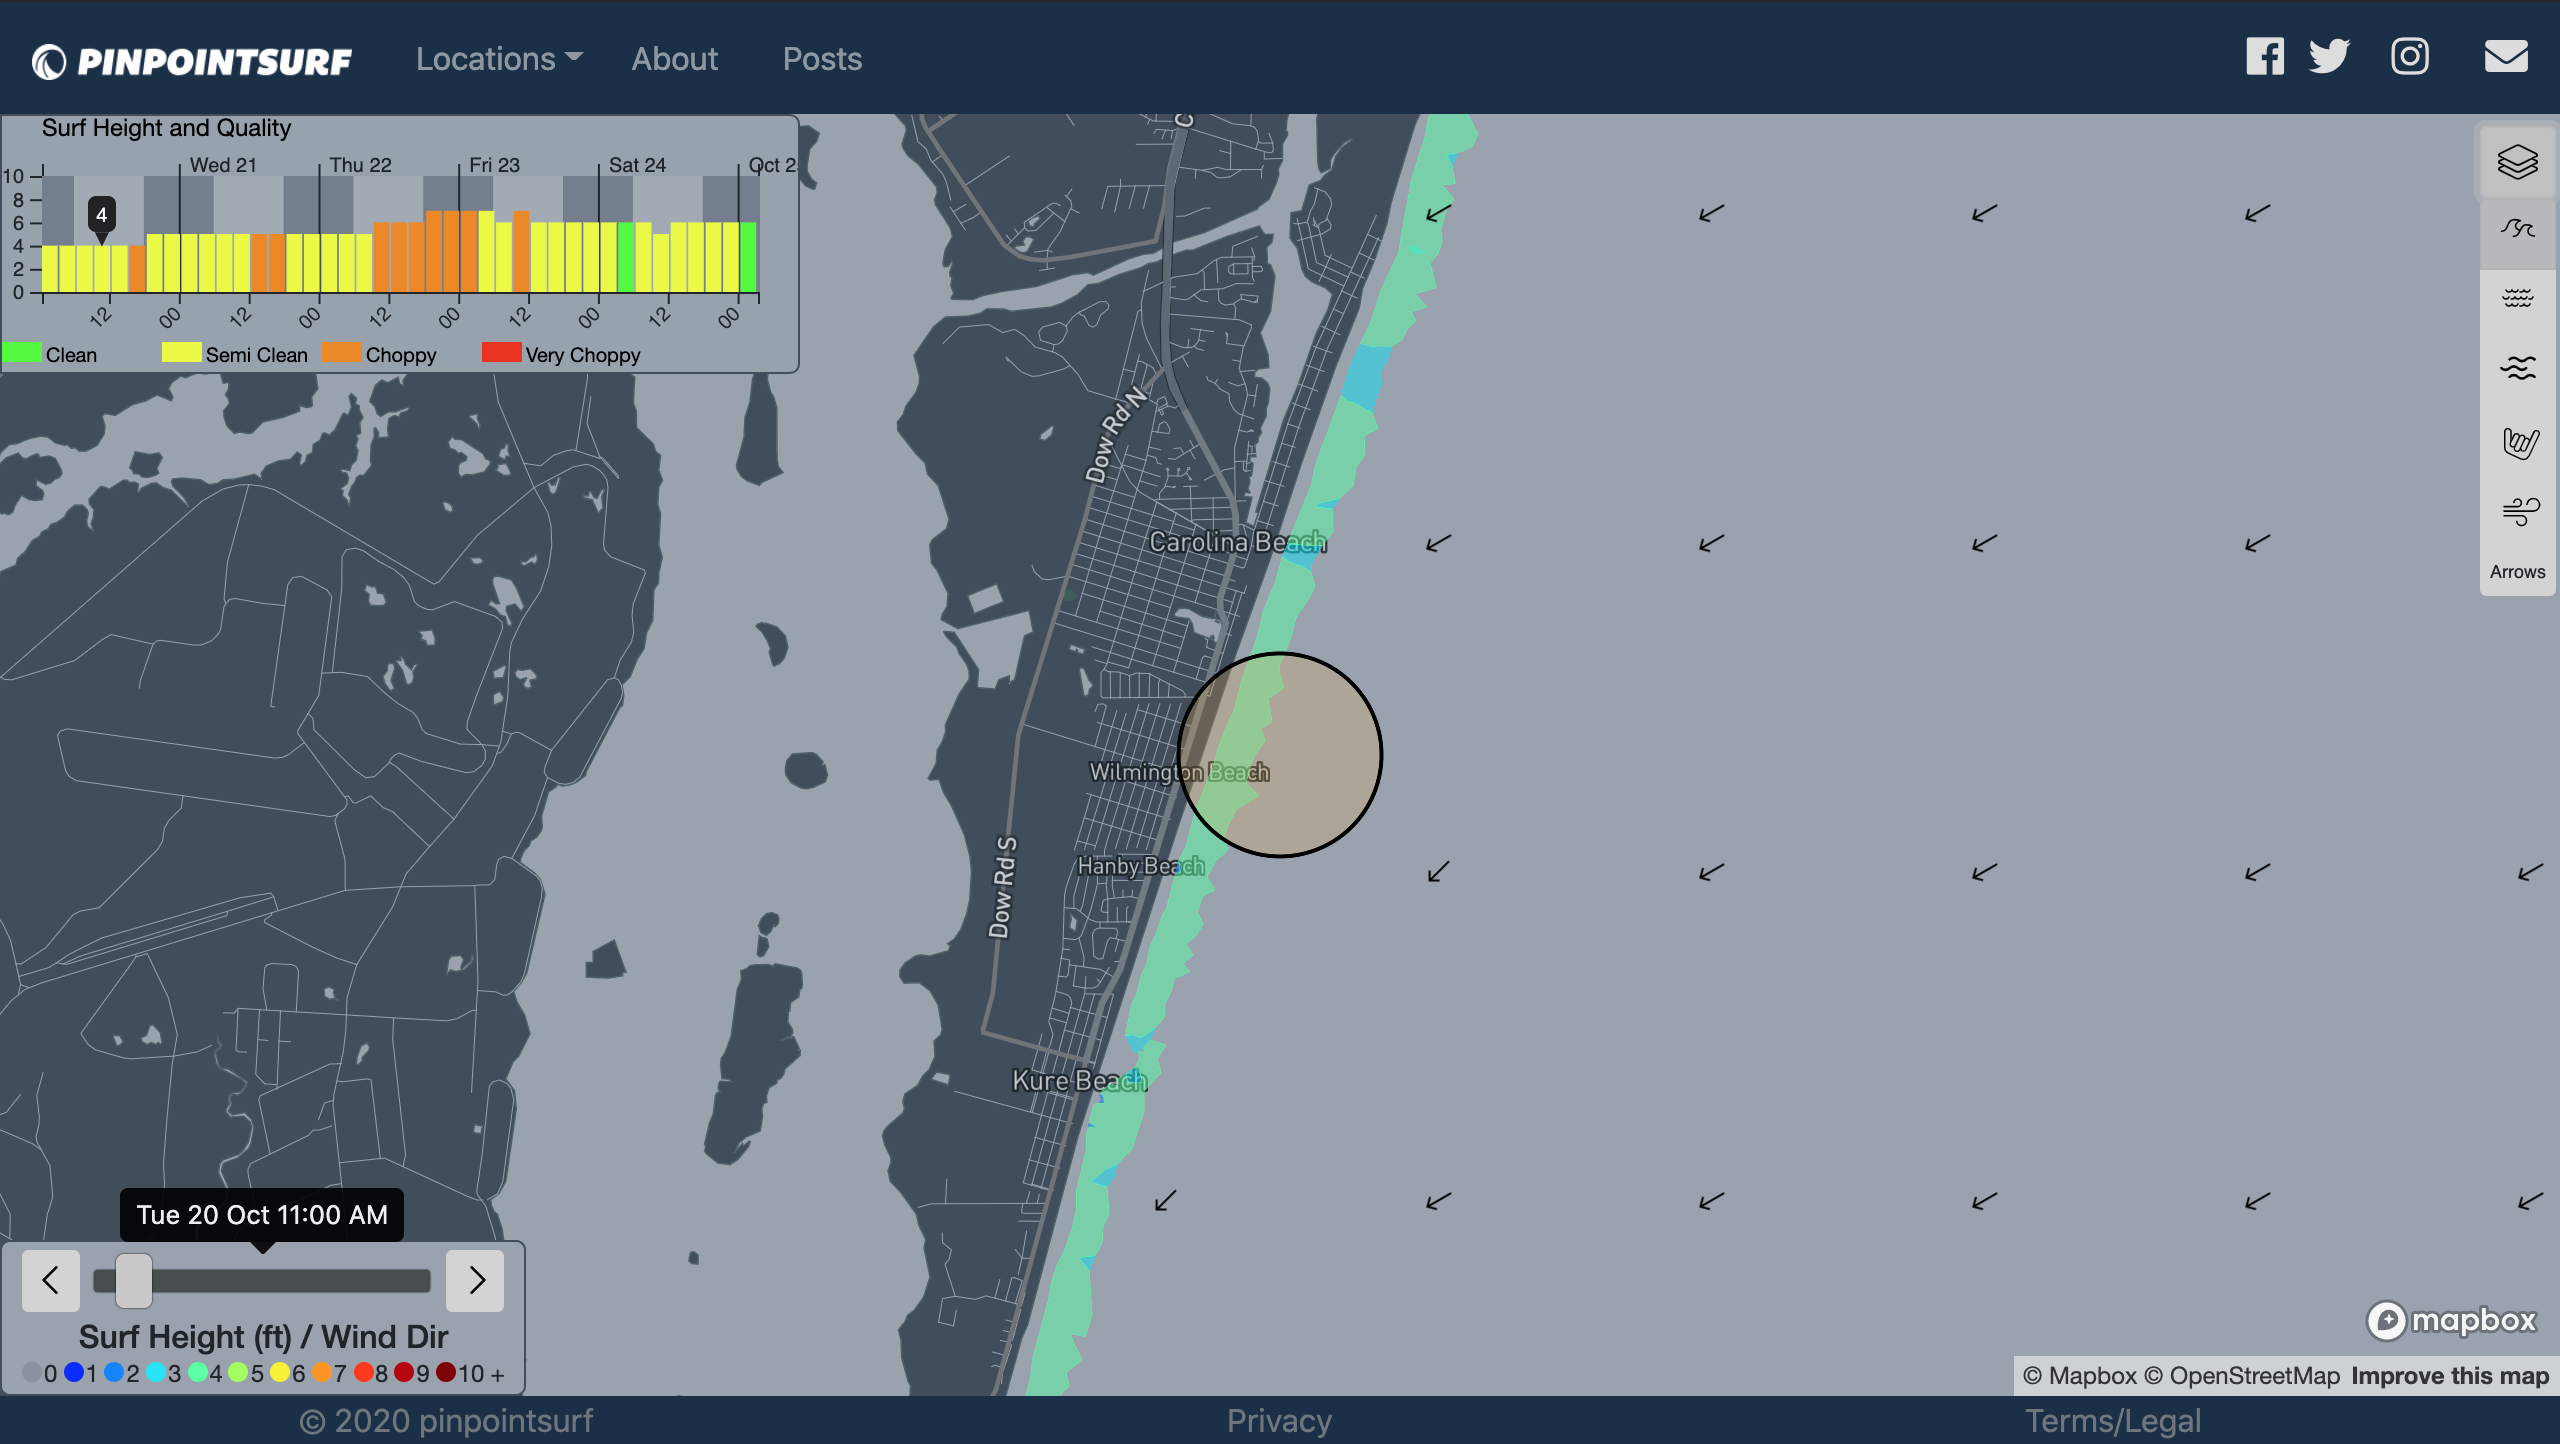 PINPOINTSURF Locations About Posts
Surf Height and Quality
Wed 21 Thu 22 Fri 23 Sat 24 Oct 2
10
8
6
4
2
0
4
12 00 12 00 12 00 12 00 12 00
Clean Semi Clean Choppy Very Choppy
C
Dow Rd N
Carolina Beach
Arrows
Wilmington Beach
Dow Rd S
Hanby Beach
Kure Beach
Tue 20 Oct 11:00 AM
Surf Height (ft) / Wind Dir
0 1 2 3 4 5 6 7 8 9 10 +
mapbox
© Mapbox © OpenStreetMap Improve this map
© 2020 pinpointsurf Privacy Terms/Legal